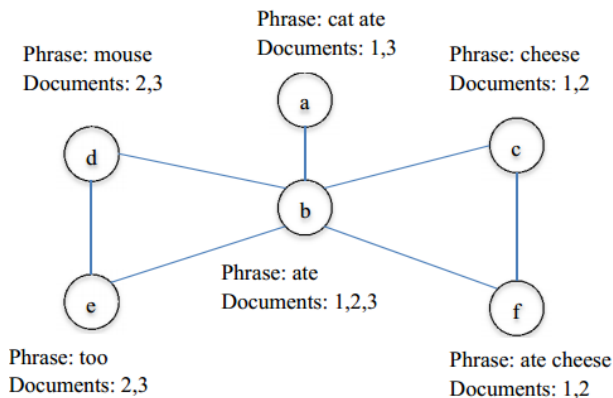 Phrase: cat ate
Documents: 1,3
Phrase: mouse
Documents: 2,3
Phrase: cheese
Documents: 1,2
a
d
c
b
Phrase: ate
Documents: 1,2,3
e
f
Phrase: too
Documents: 2,3
Phrase: ate cheese
Documents: 1,2